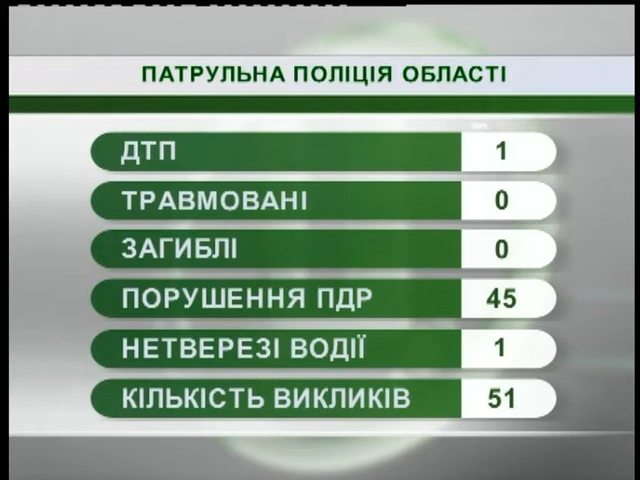 ПАТРУЛЬНА ПОЛІЦІЯ ОБЛАСТІ
ДТП 1
ТРАВМОВАНІ 0
ЗАГИБЛІ 0
ПОРУШЕННЯ ПДР 45
НЕТВЕРЕЗІ ВОДІЇ 1
КІЛЬКІСТЬ ВИКЛИКІВ 51